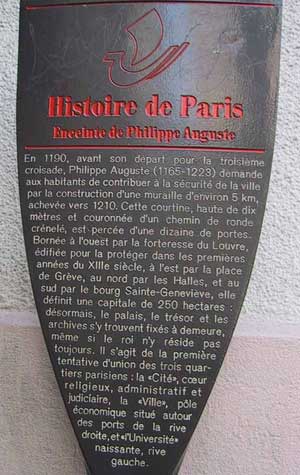 Histoire de Paris
Enceinte de Philippe Auguste
En 1190, avant son départ pour la troisième
croisade, Philippe Auguste (1165-1223) demande
aux habitants de contribuer à la sécurité de la ville
par la construction d'une muraille d'environ 5 km,
achevée vers 1210. Cette courtine, haute de dix
mètres et couronnée d'un chemin de ronde
crénelé, est percée d'une dizaine de portes.
Bornée à l'ouest par la forteresse du Louvre,
édifiée pour la protéger dans les premières
années du XIIIe siècle, à l'est par la place
de Grève, au nord par les Halles, et au
sud par le bourg Sainte-Geneviève, elle
définit une capitale de 250 hectares :
désormais, le palais, le trésor et les
archives s'y trouvent fixés à demeure,
même si le roi n'y réside pas
toujours. Il s'agit de la première
tentative d'union des trois quar-
tiers parisiens : la «Cité», cœur
religieux, administratif et
judiciaire, la «Ville», pôle
économique situé autour
des ports de la rive
droite, et «l'Université»
naissante, rive
gauche.